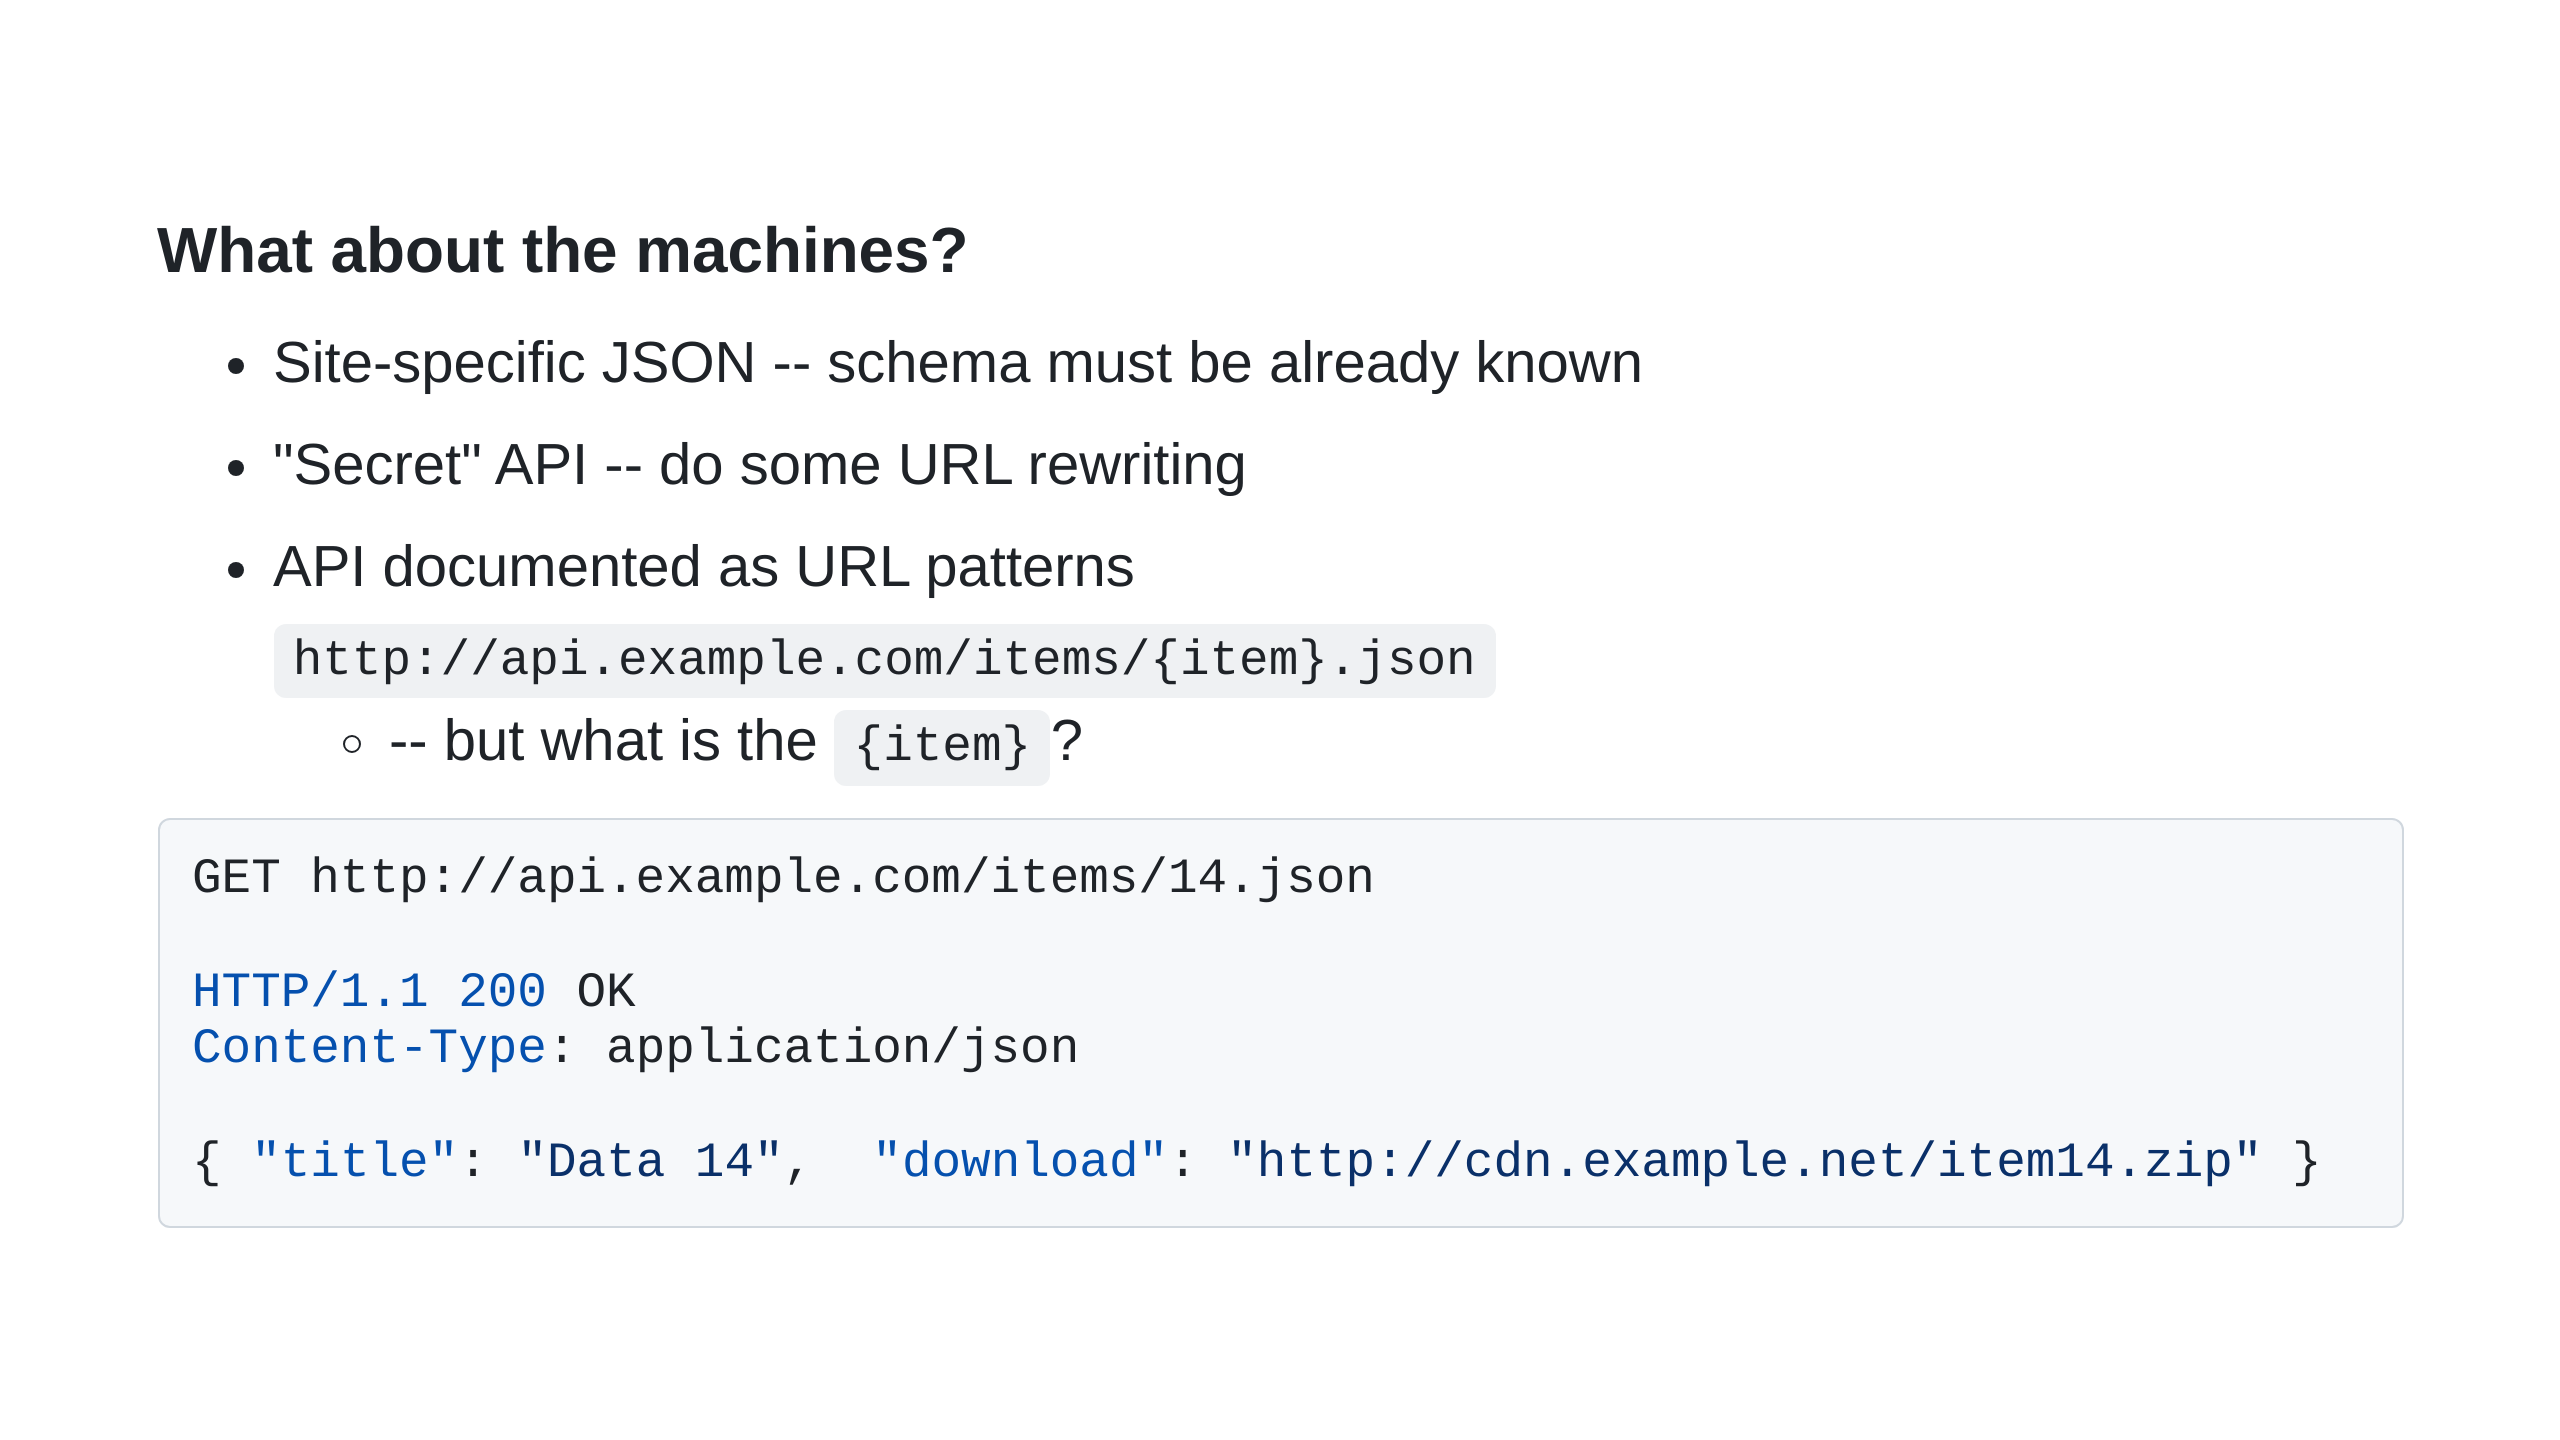 What about the machines?
Site-specific JSON -- schema must be already known
"Secret" API -- do some URL rewriting
API documented as URL patterns
http://api.example.com/items/{item}.json
-- but what is the {item}?
GET http://api.example.com/items/14.json
HTTP/1.1 200 OK
Content-Type: application/json
{ "title": "Data 14",  "download": "http://cdn.example.net/item14.zip" }